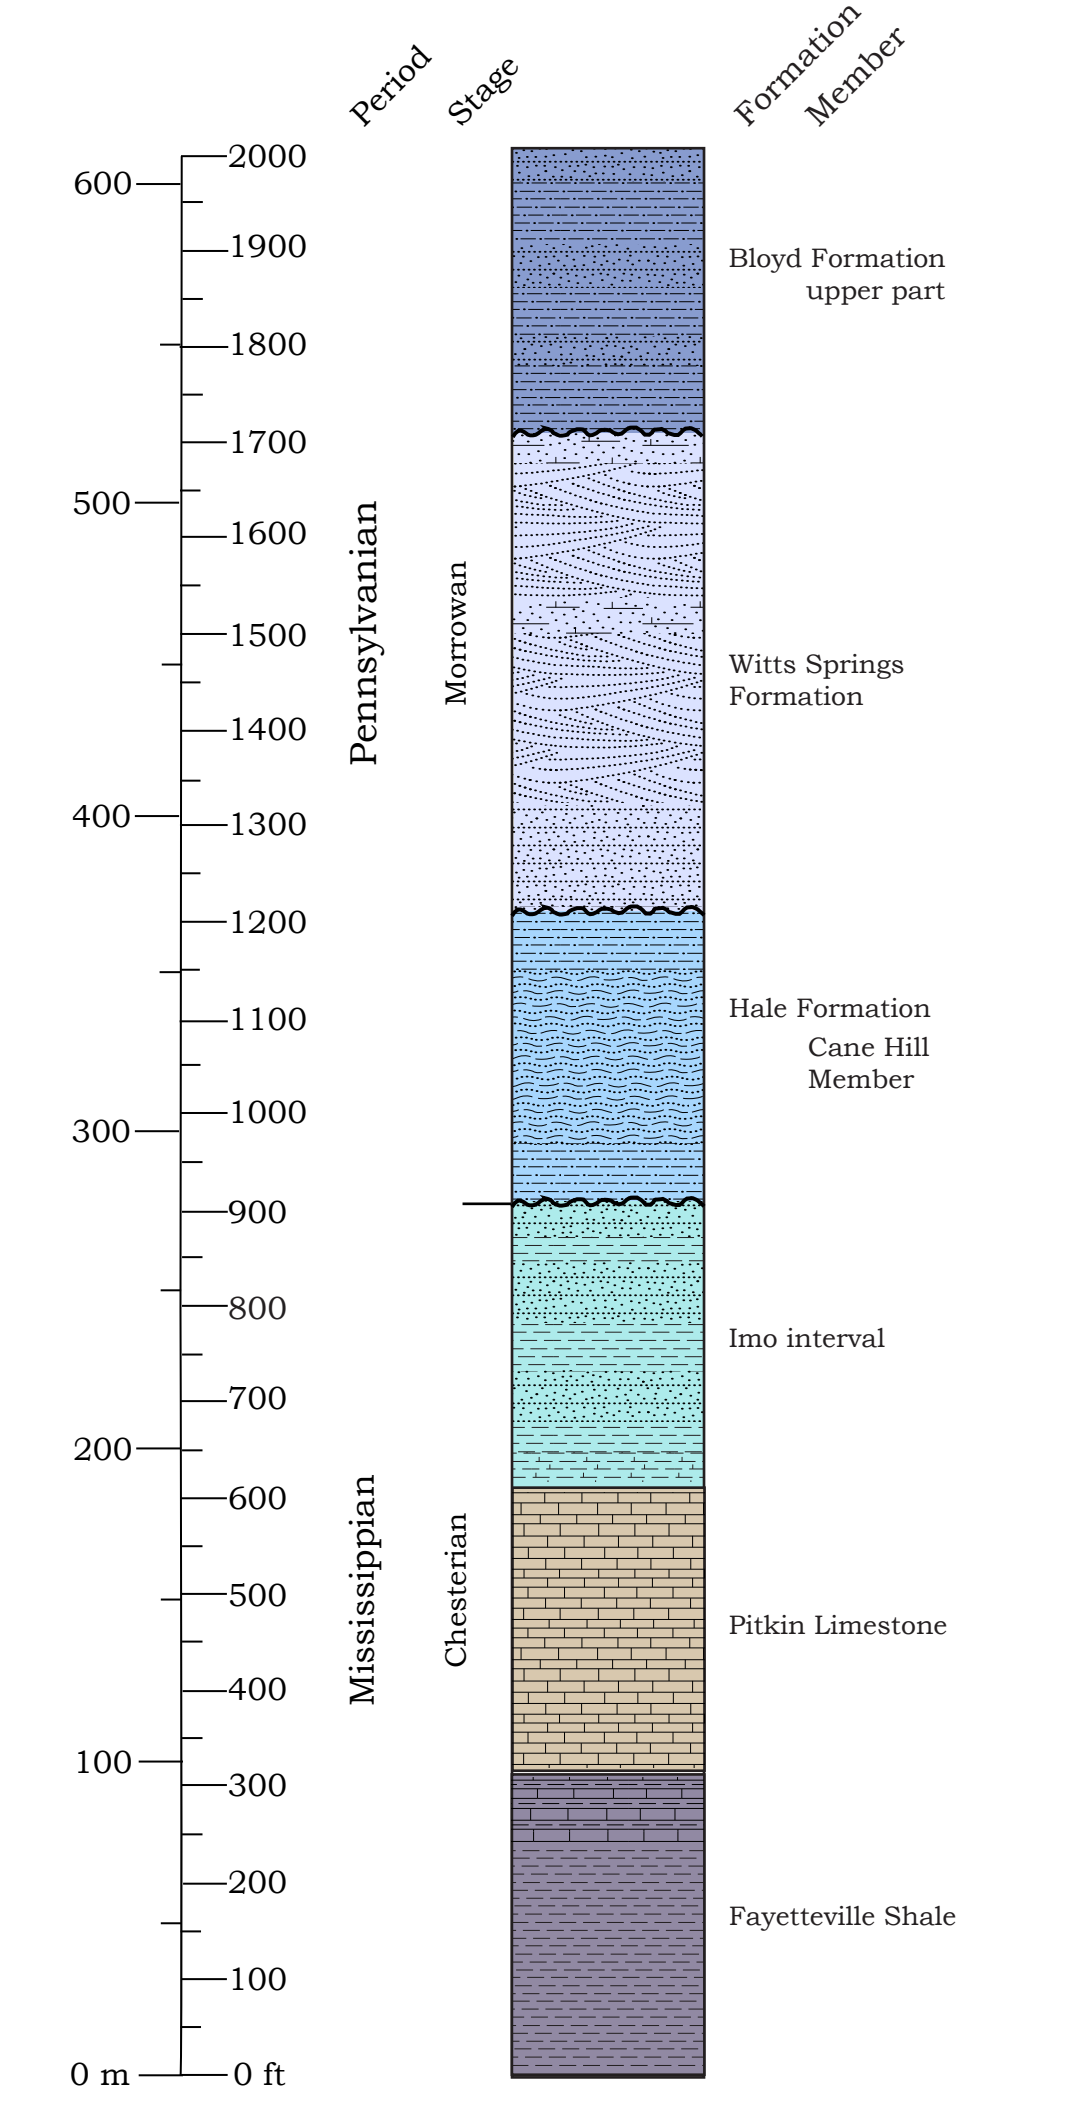 Period
Stage
Formation
Member
600
500
400
300
200
100
0 m
2000
1900
1800
1700
1600
1500
1400
1300
1200
1100
1000
900
800
700
600
500
400
300
200
100
0 ft
Pennsylvanian
Mississippian
Morrowan
Chesterian
Bloyd Formation
upper part
Witts Springs
Formation
Hale Formation
Cane Hill
Member
Imo interval
Pitkin Limestone
Fayetteville Shale